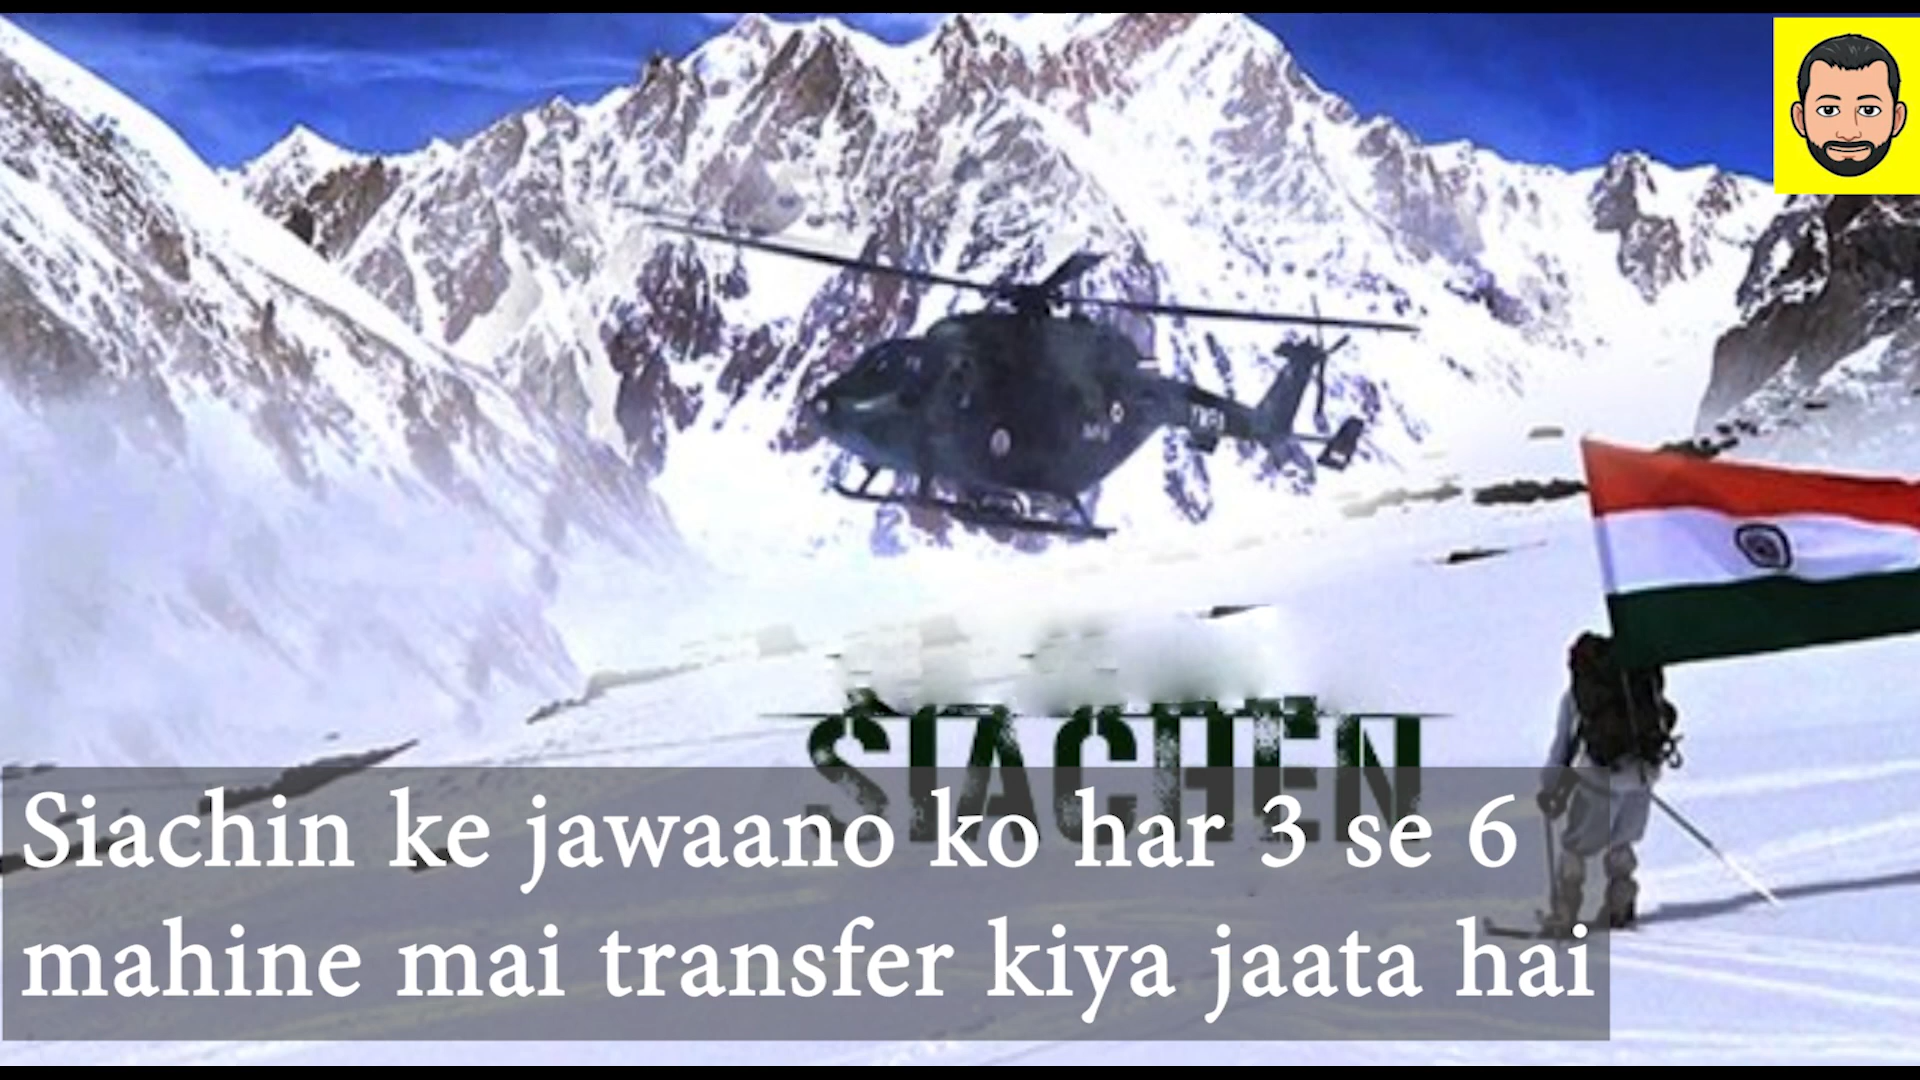 SIACHEN
Siachin ke jawaano ko har 3 se 6
mahine mai transfer kiya jaata hai